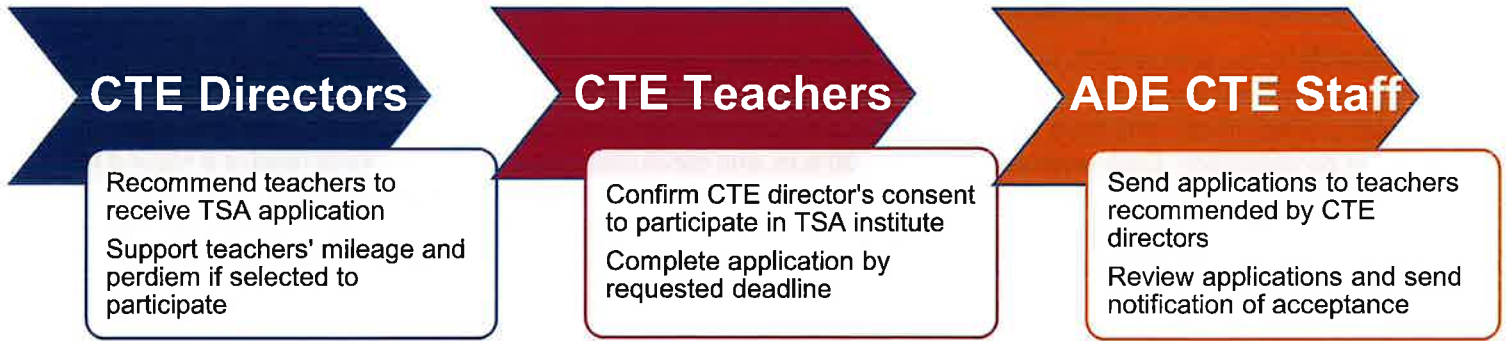 CTE Directors
Recommend teachers to
receive TSA application
Support teachers' mileage and
perdiem if selected to
participate
CTE Teachers
Confirm CTE director's consent
to participate in TSA institute
Complete application by
requested deadline
ADE CTE Staff
Send applications to teachers
recommended by CTE
directors
Review applications and send
notification of acceptance